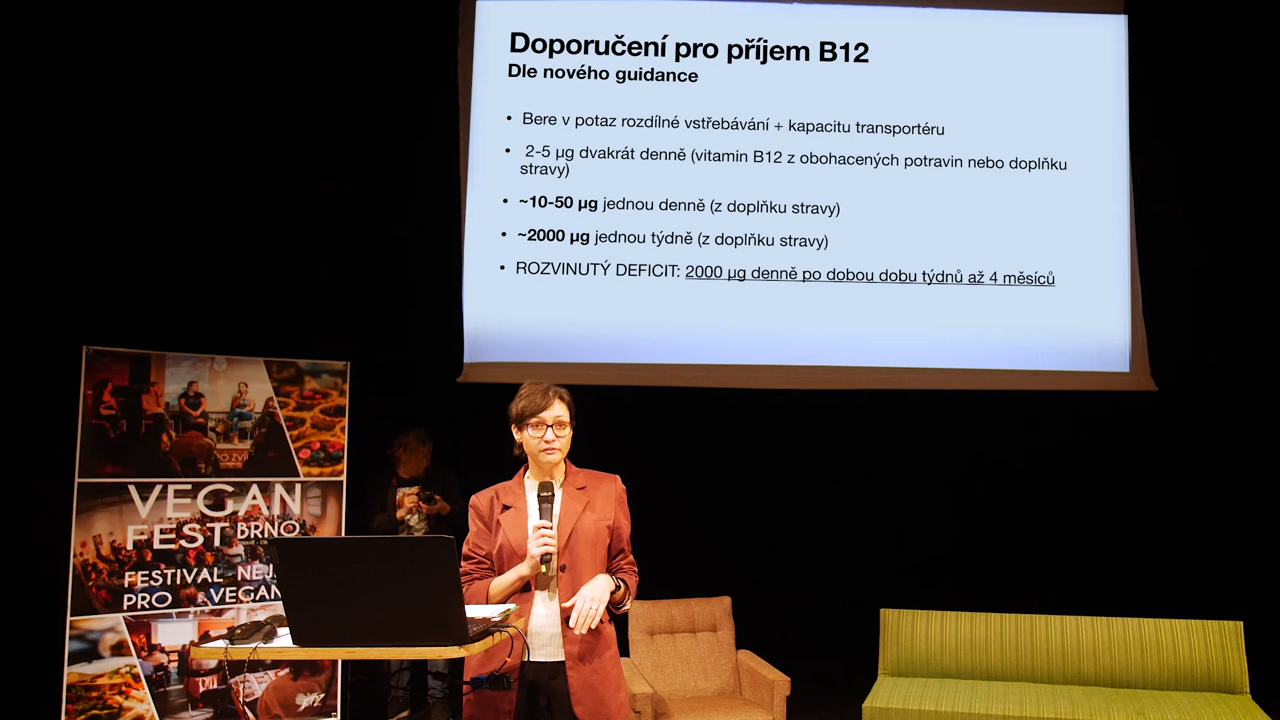 Doporučení pro příjem B12
Dle nového guidance
• Bere v potaz rozdílné vstřebávání + kapacitu transportéru
• 2-5 µg dvakrát denně (vitamin B12 z obohacených potravin nebo doplňku
stravy)
• ~10-50 µg jednou denně (z doplňku stravy)
• ~2000 µg jednou týdně (z doplňku stravy)
• ROZVINUTÝ DEFICIT: 2000 µg denně po dobou dobu týdnů až 4 měsíců
VEGAN
FEST BRNO
FESTIVAL NEJ
PRO VEGAN